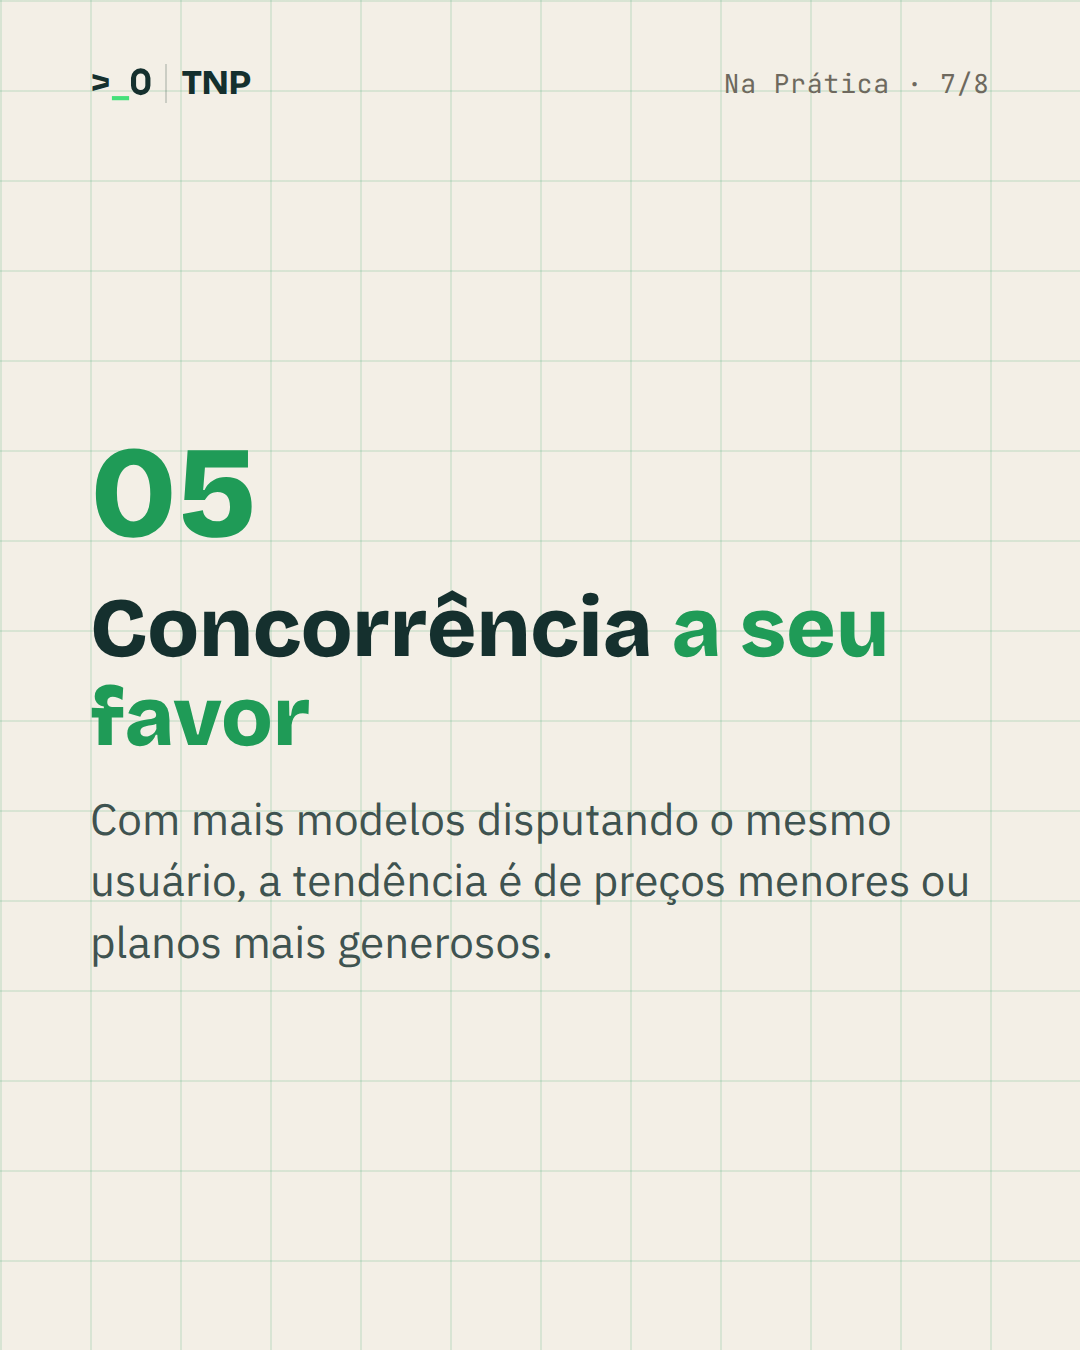 >_O | TNP
Na Prática · 7/8
05
Concorrência a seu
favor
Com mais modelos disputando o mesmo
usuário, a tendência é de preços menores ou
planos mais generosos.